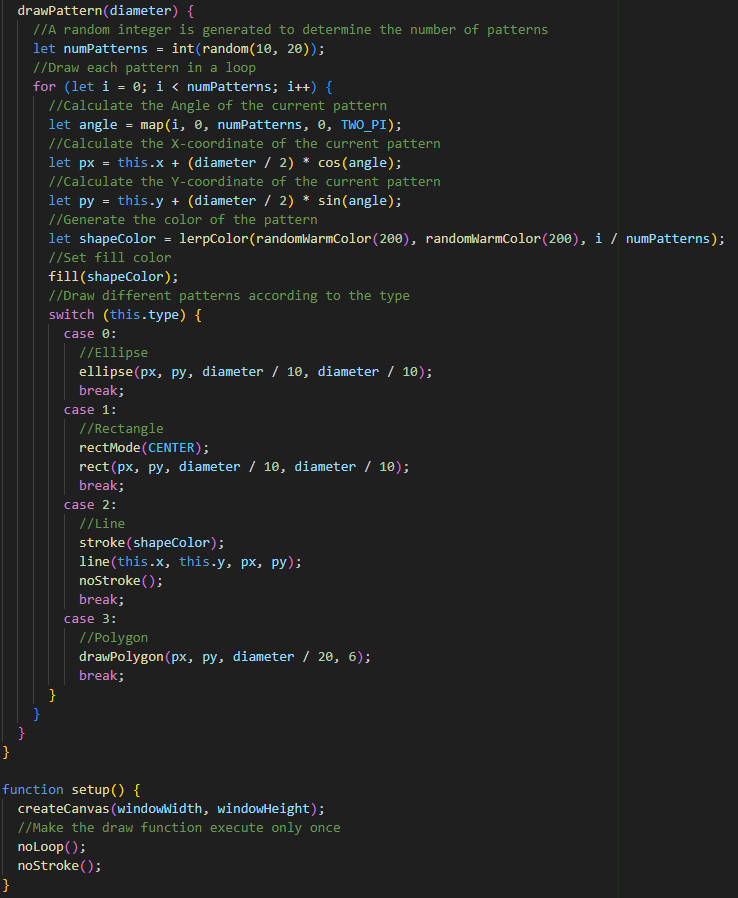 drawPattern(diameter) {
//A random integer is generated to determine the number of patterns
let numPatterns = int(random(10, 20));
//Draw each pattern in a loop
for (let i = 0; i < numPatterns; i++) {
//Calculate the Angle of the current pattern
let angle = map(i, 0, numPatterns, 0, TWO_PI);
//Calculate the X-coordinate of the current pattern
let px = this.x + (diameter / 2) * cos(angle);
//Calculate the Y-coordinate of the current pattern
let py = this.y + (diameter / 2) * sin(angle);
//Generate the color of the pattern
let shapeColor = lerpColor(randomWarmColor(200), randomWarmColor(200), i / numPatterns);
//Set fill color
fill(shapeColor);
//Draw different patterns according to the type
switch (this.type) {
case 0:
//Ellipse
ellipse(px, py, diameter / 10, diameter / 10);
break;
case 1:
//Rectangle
rectMode(CENTER);
rect(px, py, diameter / 10, diameter / 10);
break;
case 2:
//Line
stroke(shapeColor);
line(this.x, this.y, px, py);
noStroke();
break;
case 3:
//Polygon
drawPolygon(px, py, diameter / 20, 6);
break;
}
}
}
}
function setup() {
createCanvas(windowWidth, windowHeight);
//Make the draw function execute only once
noLoop();
noStroke();
}